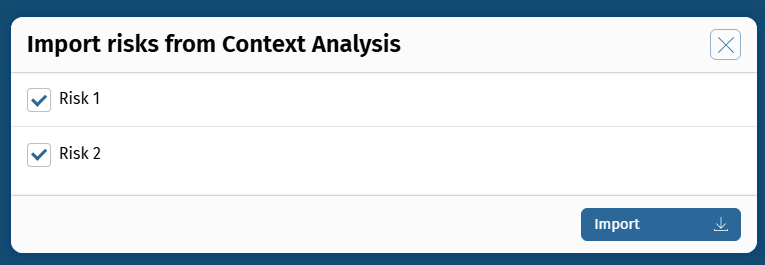 Import risks from Context Analysis
Risk 1
Risk 2
Import